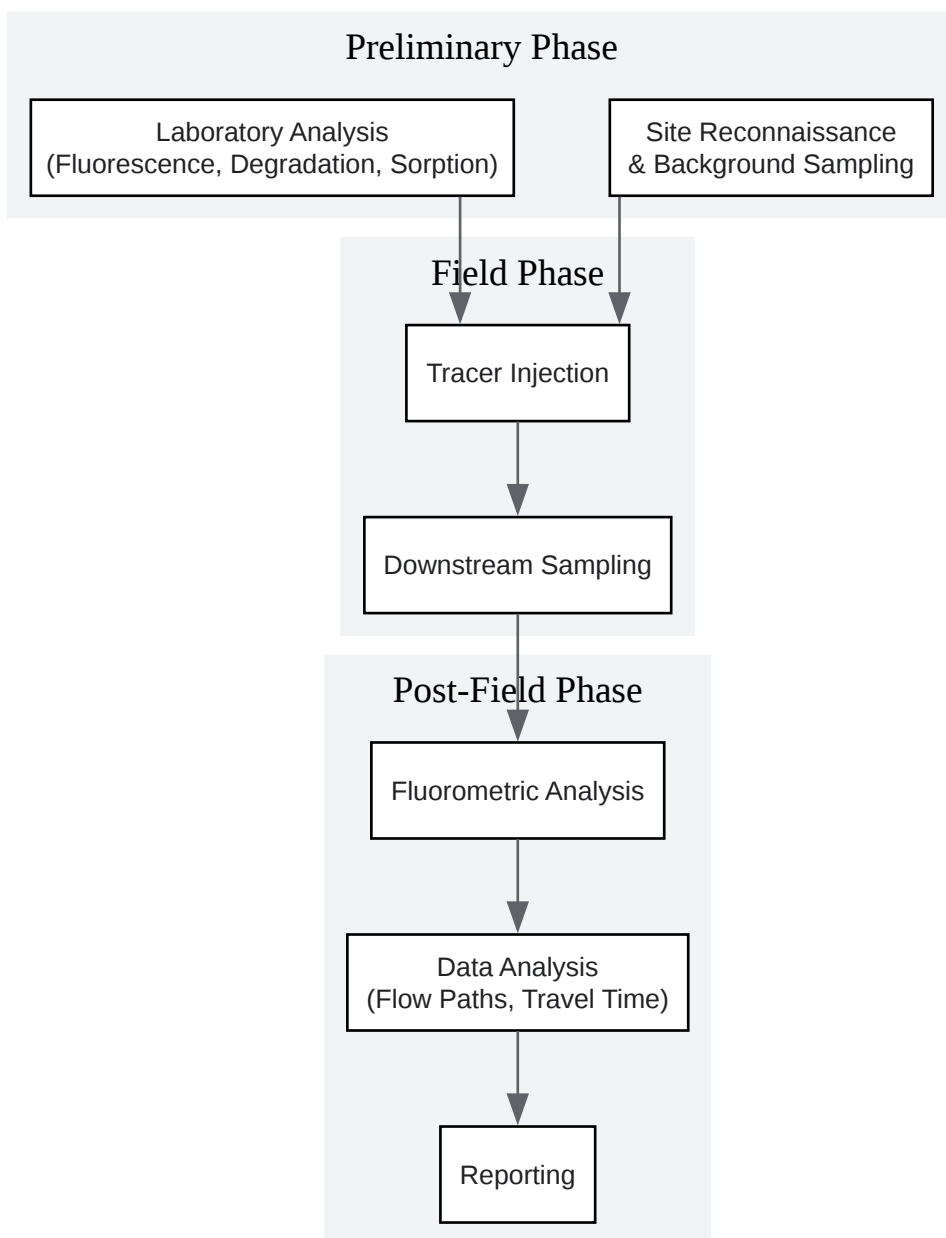 Preliminary Phase
Laboratory Analysis
(Fluorescence, Degradation, Sorption)
Site Reconnaissance
& Background Sampling
Field Phase
Tracer Injection
Downstream Sampling
Post-Field Phase
Fluorometric Analysis
Data Analysis
(Flow Paths, Travel Time)
Reporting